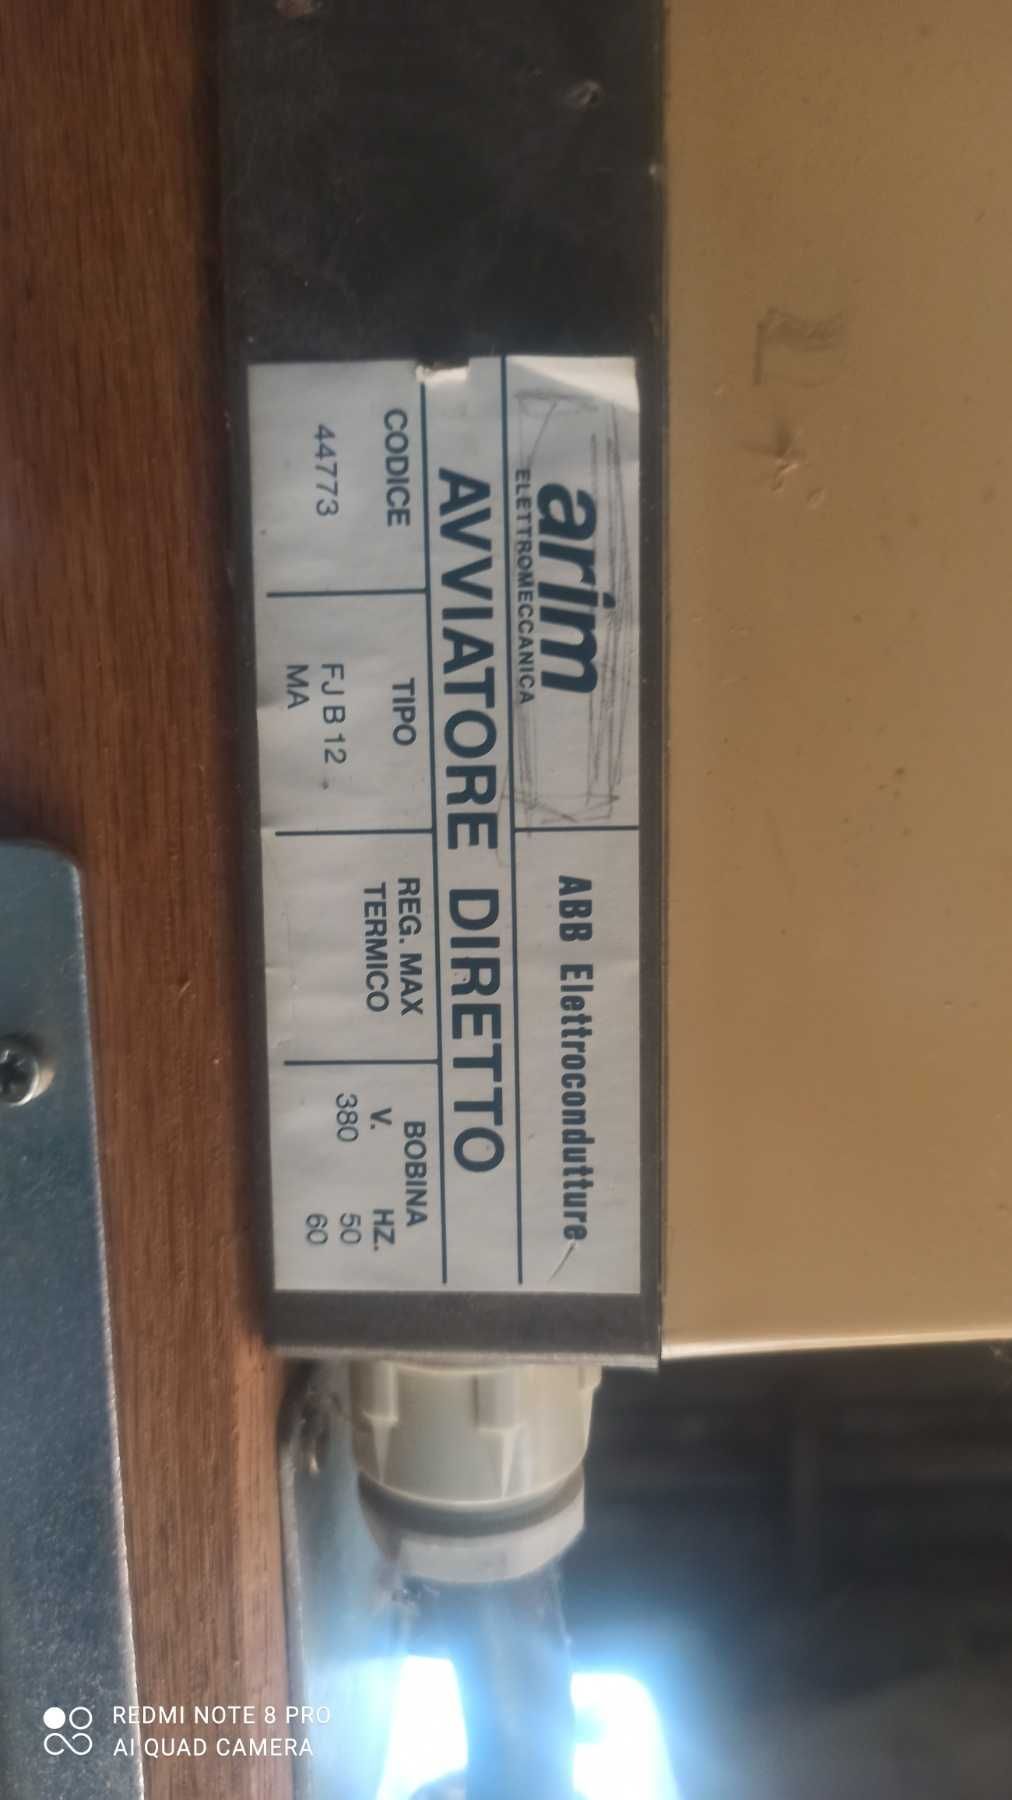 arim
ELETTROMECCANICA
ABB Elettrocondutture
AVVIATORE DIRETTO
CODICE
44773
TIPO
FJ B 12
MA
REG. MAX
TERMICO
BOBINA
V. HZ.
380 50
60
REDMI NOTE 8 PRO
AI QUAD CAMERA